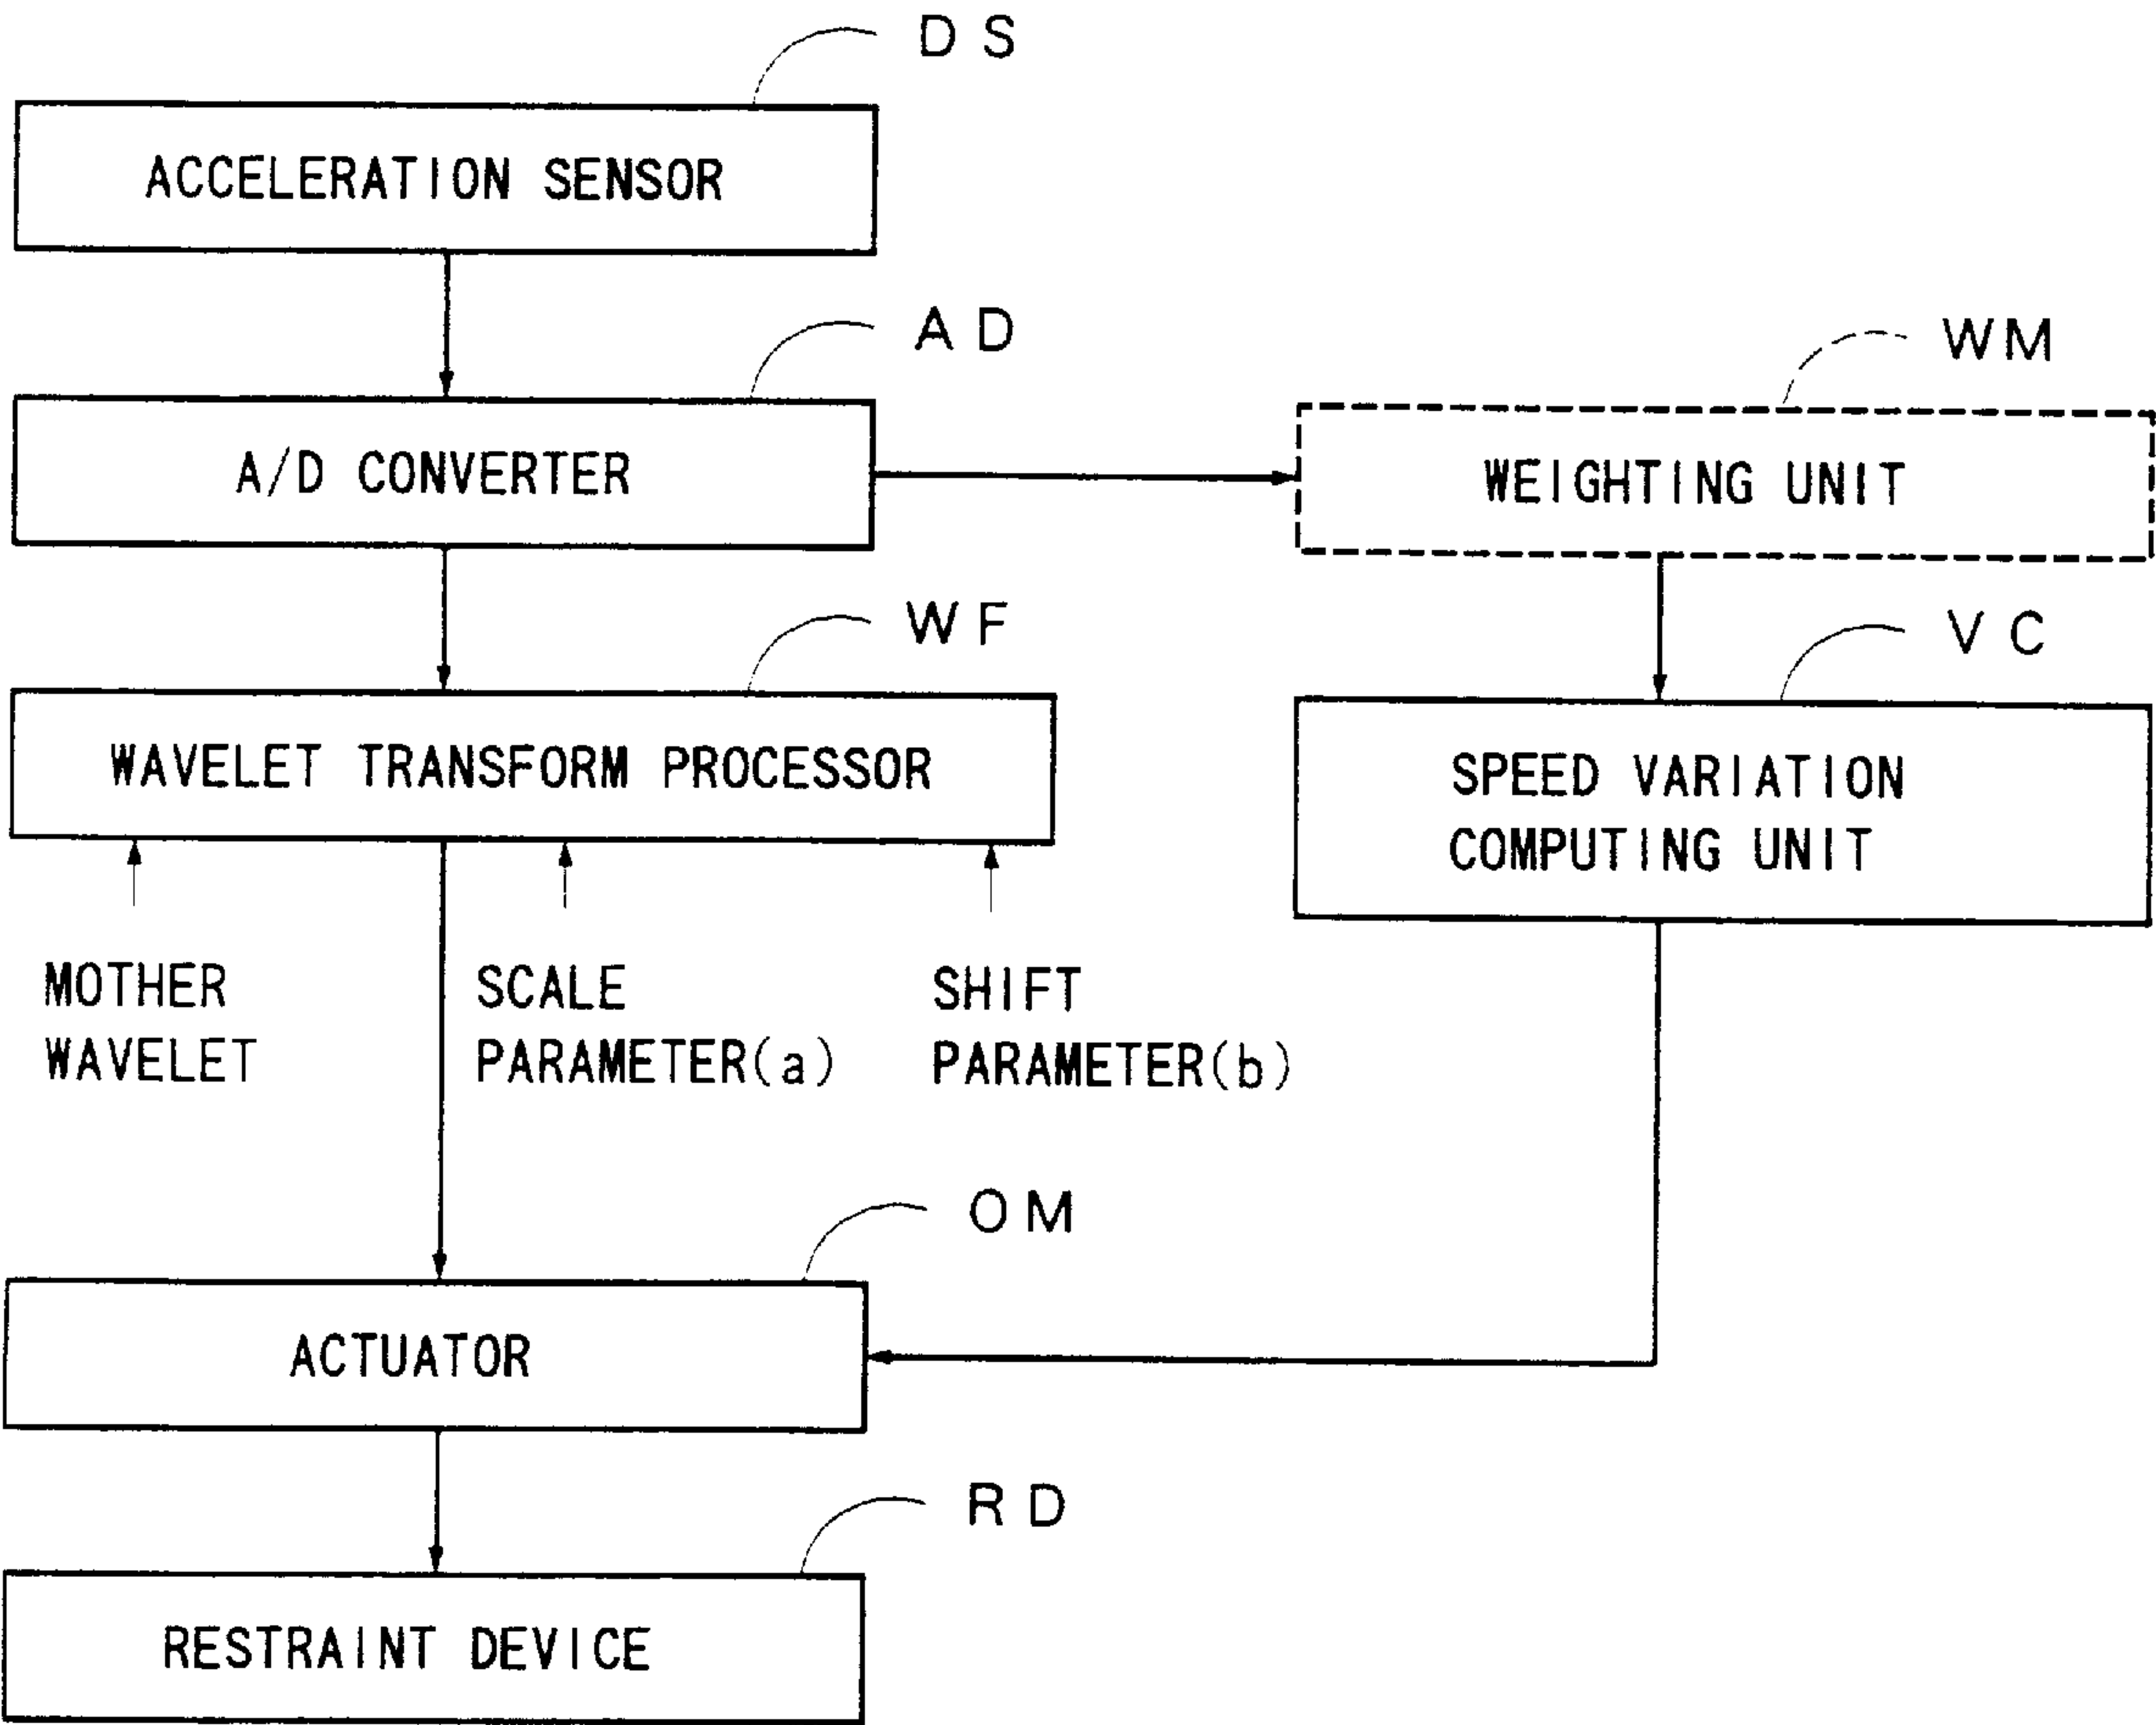 DS
ACCELERATION SENSOR
AD
A/D CONVERTER
WM
WEIGHTING UNIT
WF
WAVELET TRANSFORM PROCESSOR
VC
SPEED VARIATION
COMPUTING UNIT
MOTHER
WAVELET
SCALE
PARAMETER(a)
SHIFT
PARAMETER(b)
OM
ACTUATOR
RD
RESTRAINT DEVICE